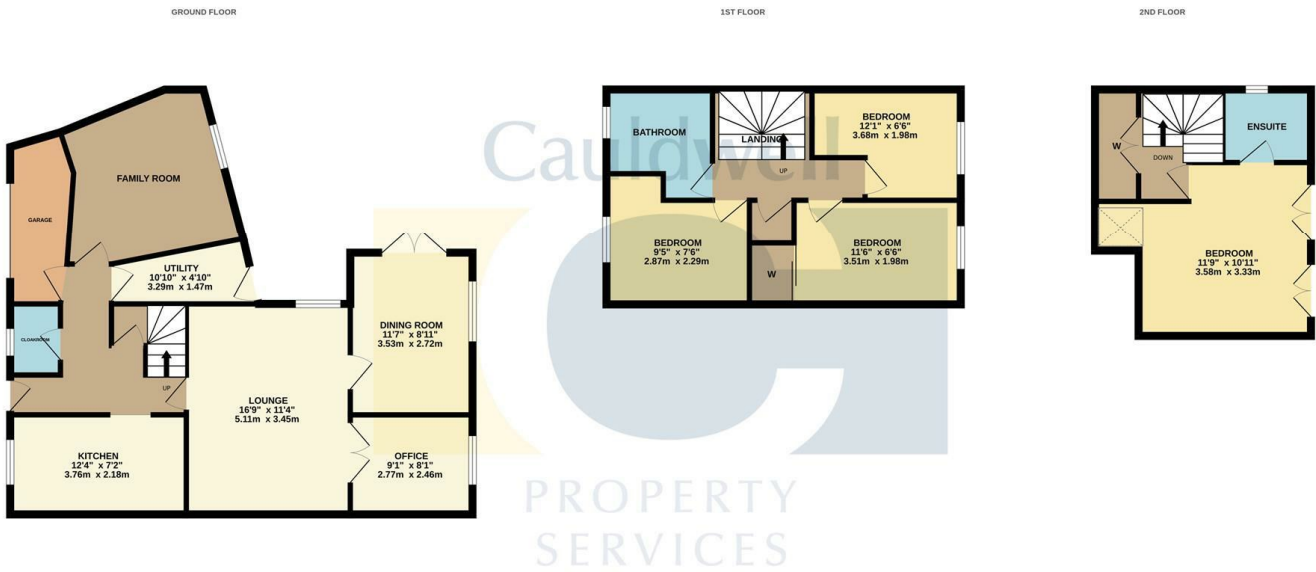 GROUND FLOOR
FAMILY ROOM
GARAGE
UTILITY
10'10" x 4'10"
3.29m x 1.47m
CLOAKROOM
UP
DINING ROOM
11'7" x 8'11"
3.53m x 2.72m
LOUNGE
16'9" x 11'4"
5.11m x 3.45m
KITCHEN
12'4" x 7'2"
3.76m x 2.18m
OFFICE
9'1" x 8'1"
2.77m x 2.46m
1ST FLOOR
BATHROOM
LANDING
UP
BEDROOM
12'1" x 6'6"
3.68m x 1.98m
BEDROOM
9'5" x 7'6"
2.87m x 2.29m
W
BEDROOM
11'6" x 6'6"
3.51m x 1.98m
2ND FLOOR
W
DOWN
ENSUITE
BEDROOM
11'9" x 10'11"
3.58m x 3.33m
Cauldwell
PROPERTY
SERVICES